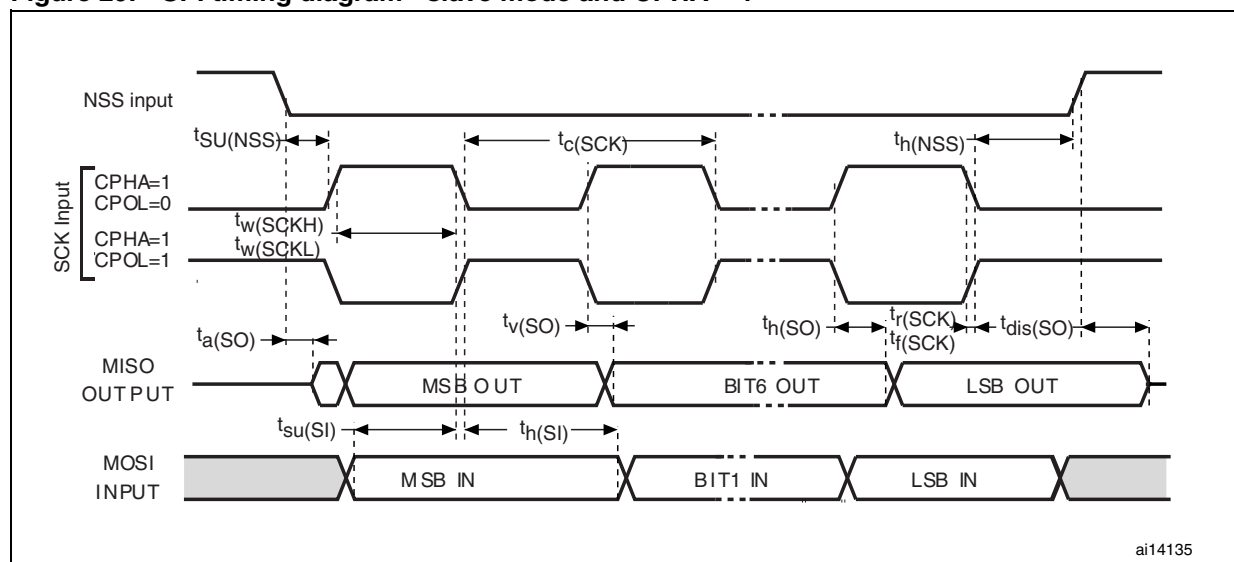 NSS input
tSU(NSS)
tc(SCK)
th(NSS)
SCK Input
CPHA=1
CPOL=0
tw(SCKH)
CPHA=1
tw(SCKL)
CPOL=1
ta(SO)
tv(SO)
th(SO)
tr(SCK)
tf(SCK)
tdis(SO)
MISO
OUTPUT
MSB OUT
BIT6 OUT
LSB OUT
tsu(SI)
th(SI)
MOSI
INPUT
MSB IN
BIT1 IN
LSB IN
ai14135